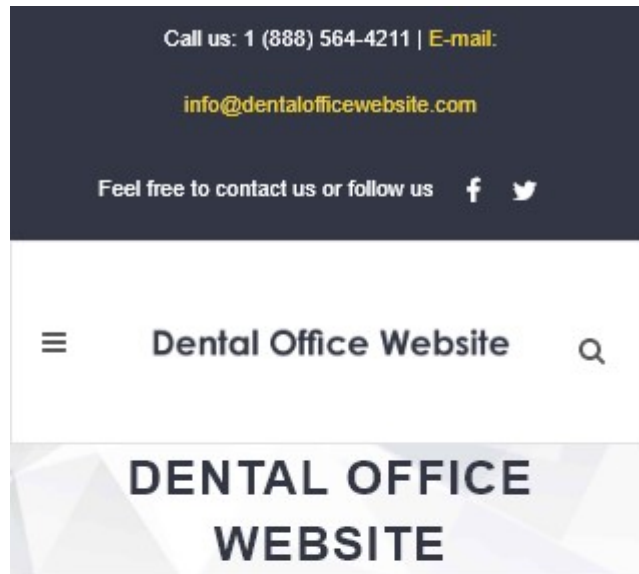 Call us: 1 (888) 564-4211 | E-mail:
info@dentalofficewebsite.com
Feel free to contact us or follow us
Dental Office Website
DENTAL OFFICE
WEBSITE